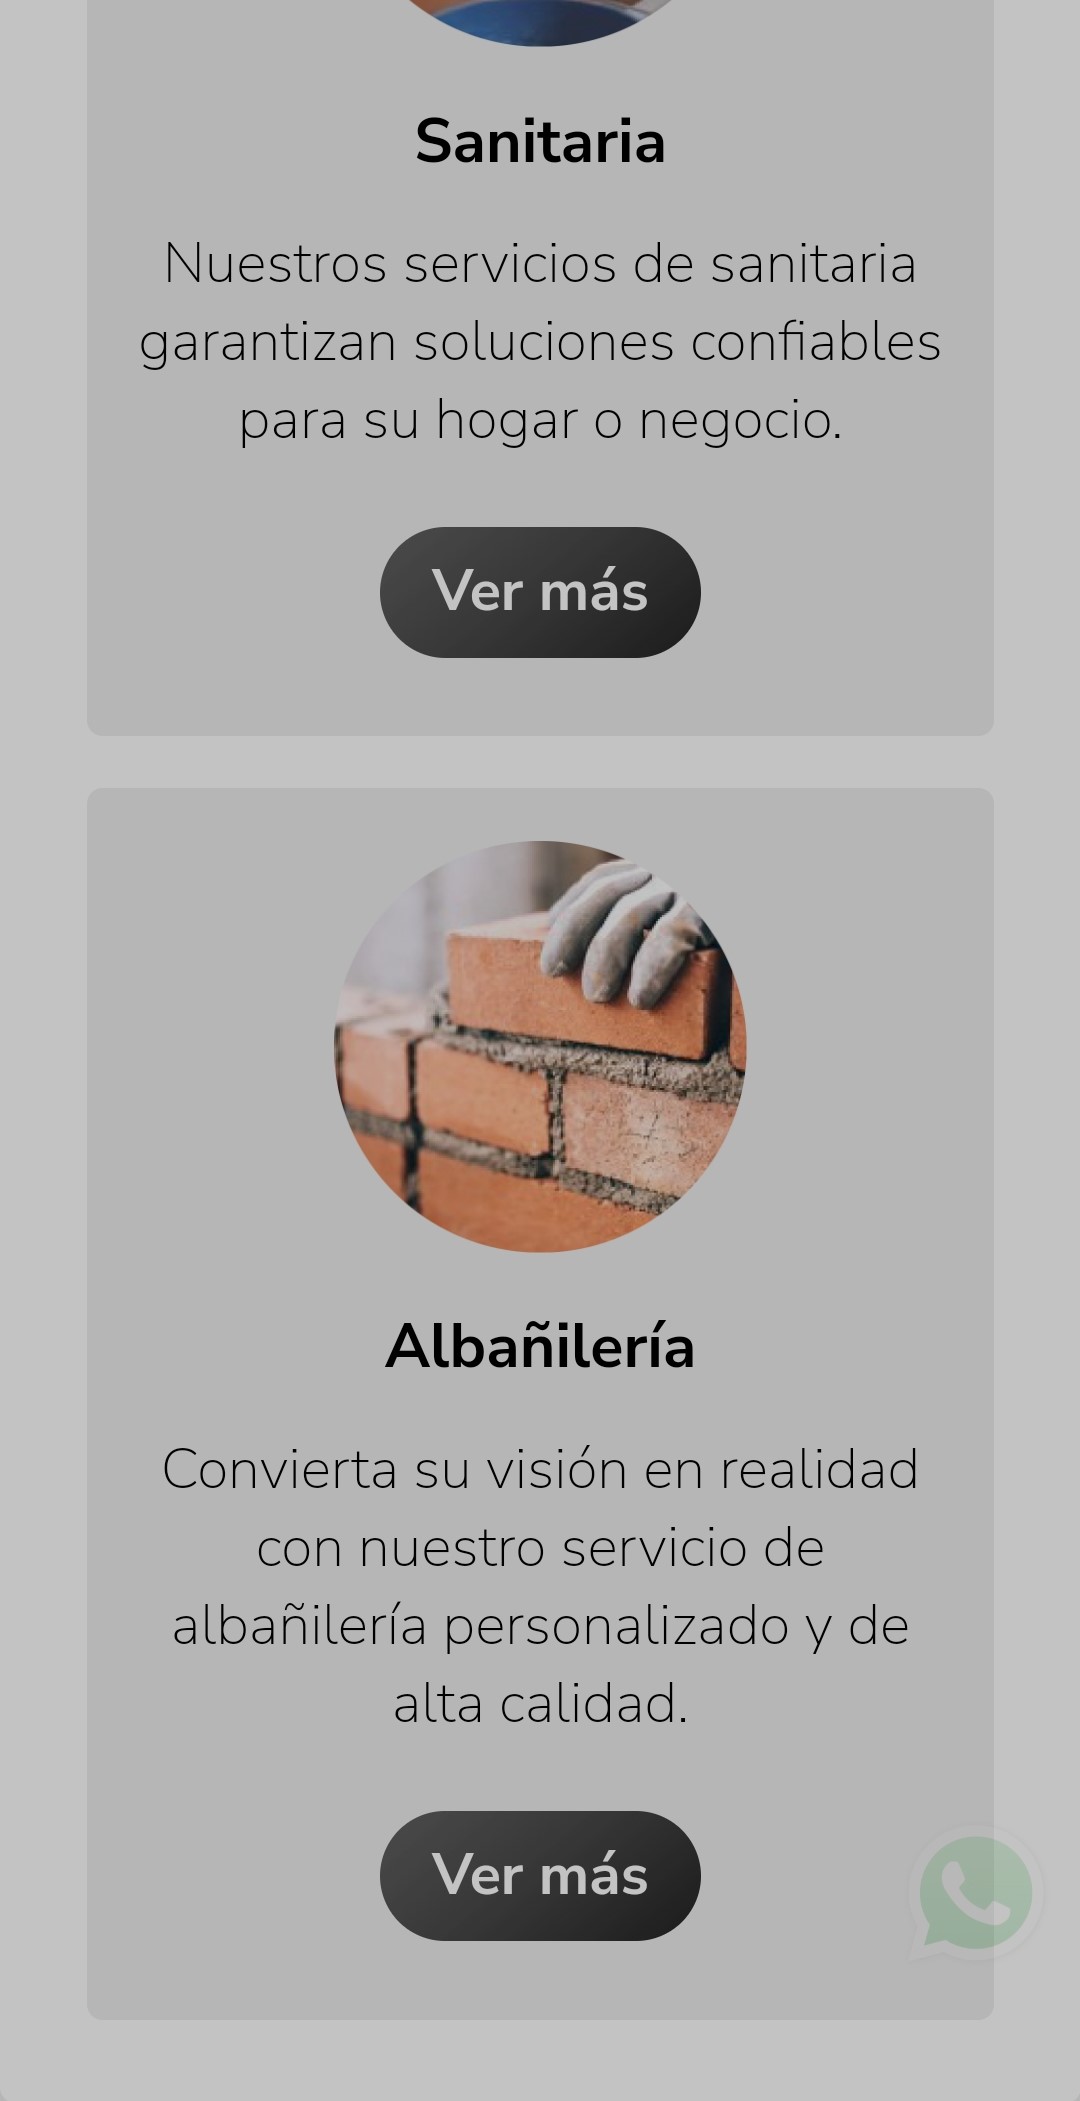 Sanitaria
Nuestros servicios de sanitaria
garantizan soluciones confiables
para su hogar o negocio.
Ver más
Albañilería
Convierta su visión en realidad
con nuestro servicio de
albañilería personalizado y de
alta calidad.
Ver más